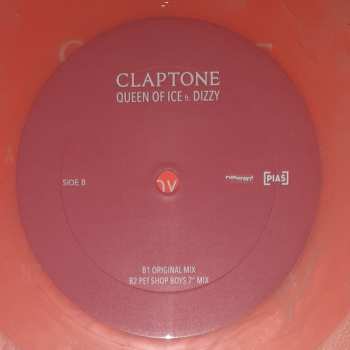 CLAPTONE
QUEEN OF ICE ft. DIZZY
SIDE B
[PIAS]
B1 ORIGINAL MIX
B2 PET SHOP BOYS 7" MIX